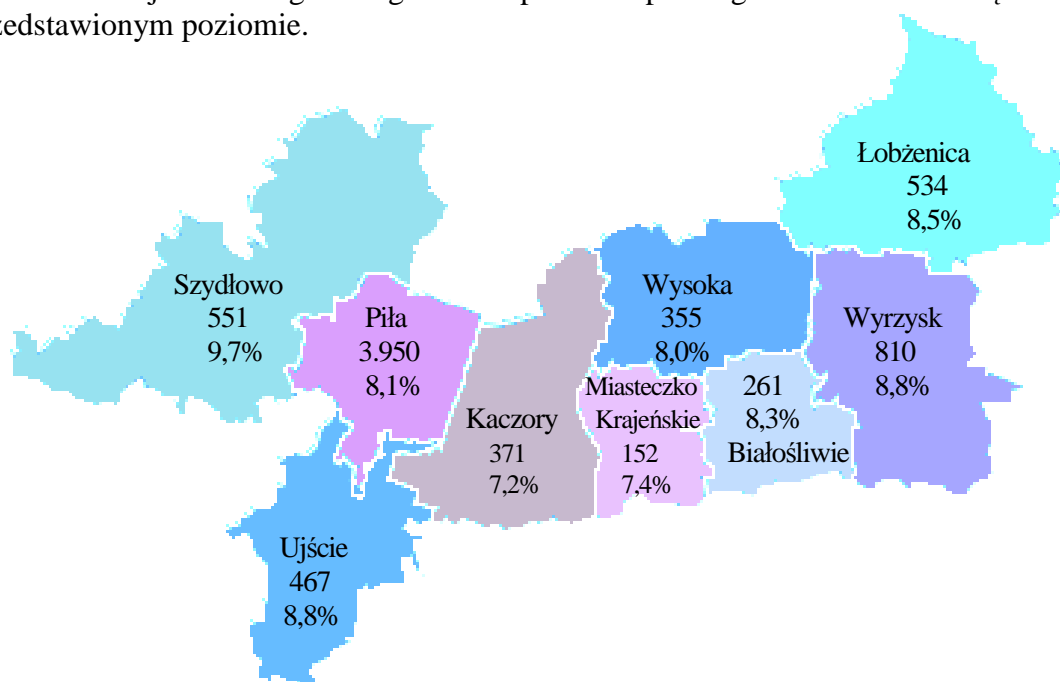 zedstawionym poziomie.
Łobżenica
534
8,5%
Szydłowo
551
9,7%
Piła
3.950
8,1%
Wysoka
355
8,0%
Wyrzysk
810
8,8%
Kaczory
371
7,2%
Miasteczko
Krajeńskie
152
7,4%
261
8,3%
Białośliwie
Ujście
467
8,8%